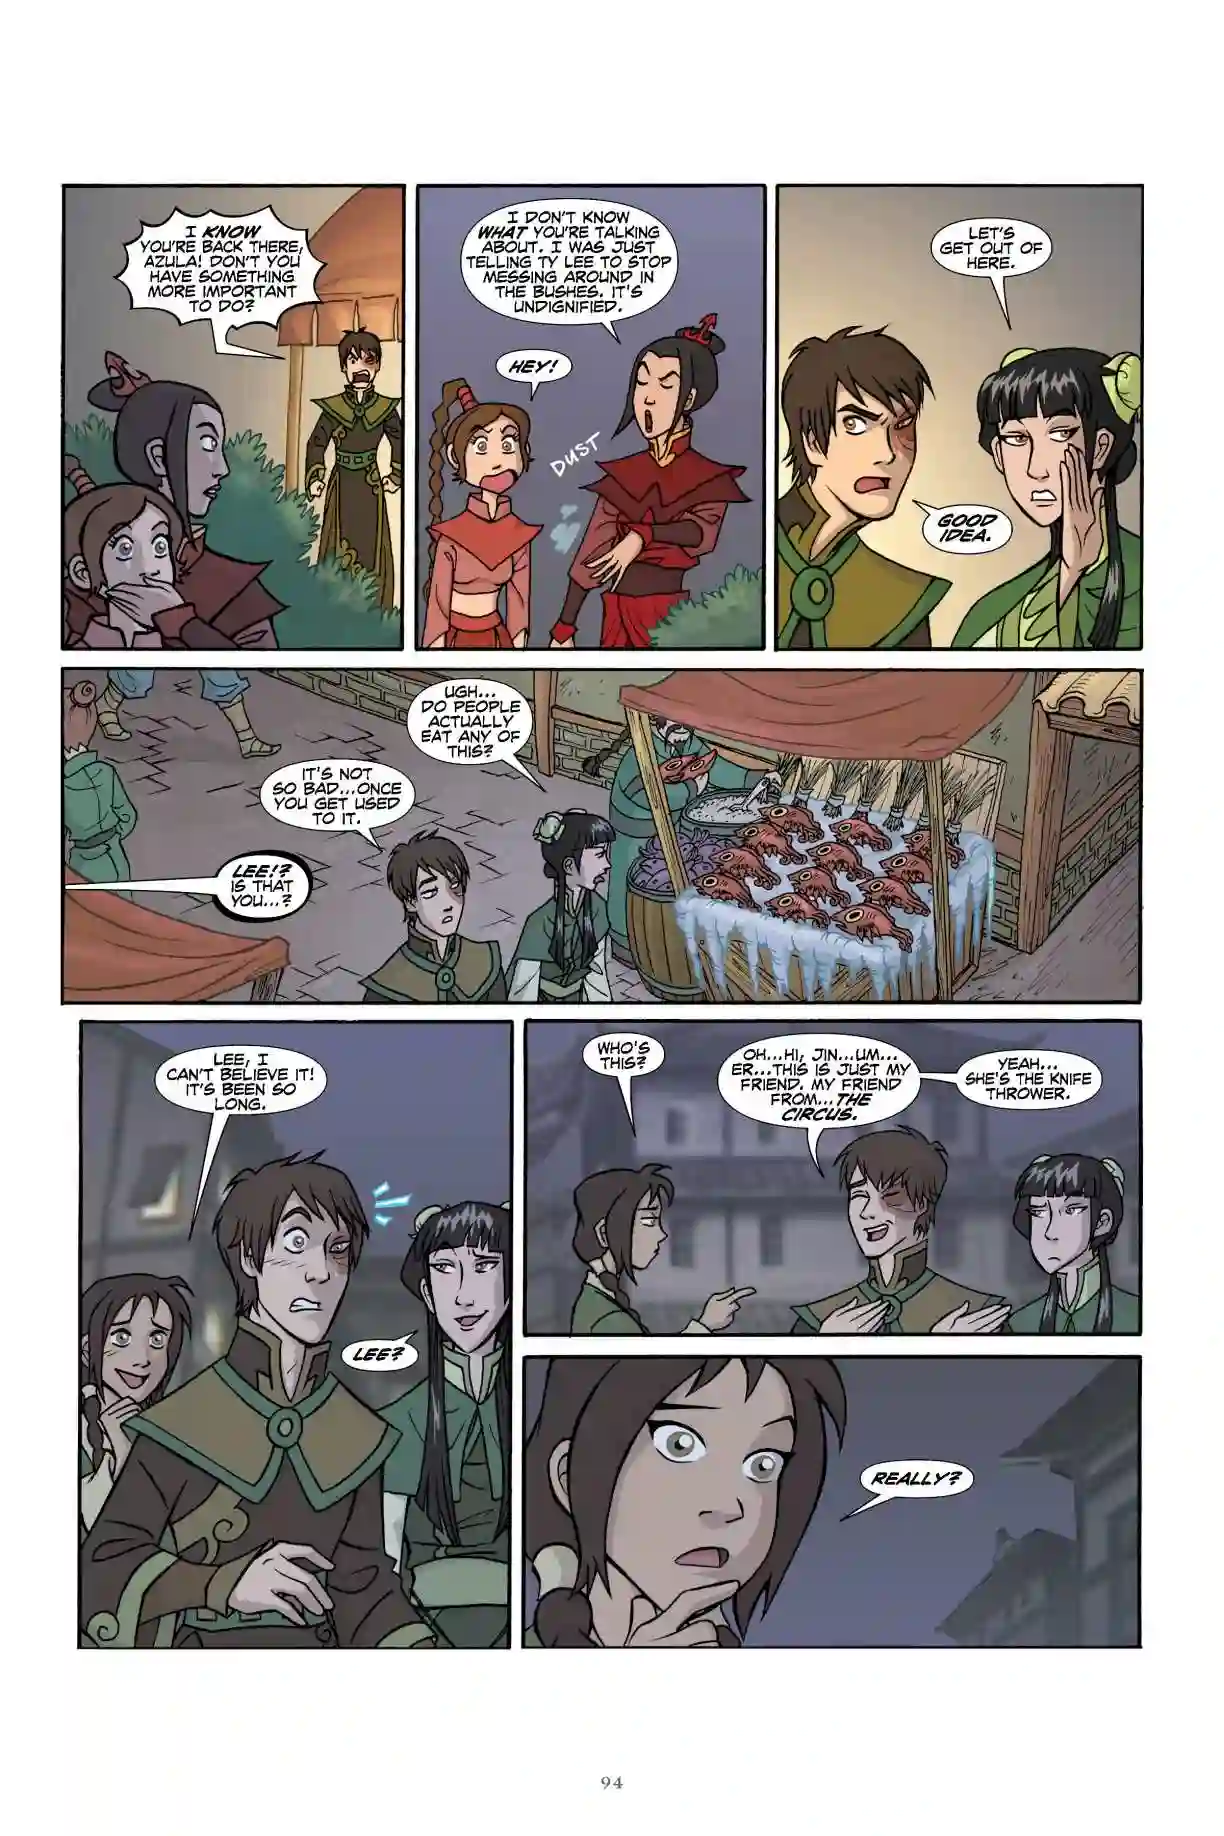 I KNOW
YOU'RE BACK THERE,
AZULA! DON'T YOU
HAVE SOMETHING
MORE IMPORTANT
TO DO?
I DON'T KNOW
WHAT YOU'RE TALKING
ABOUT. I WAS JUST
TELLING TY LEE TO STOP
MESSING AROUND IN
THE BUSHES. IT'S
UNDIGNIFIED.
HEY!
DUST
LET'S
GET OUT OF
HERE.
GOOD
IDEA.
UGH...
DO PEOPLE
ACTUALLY
EAT ANY OF
THIS?
IT'S NOT
SO BAD...ONCE
YOU GET USED
TO IT.
LEE!?
IS THAT
YOU...?
LEE, I
CAN'T BELIEVE IT!
IT'S BEEN SO
LONG.
LEE?
WHO'S
THIS?
OH...HI, JIN...UM...
ER...THIS IS JUST MY
FRIEND. MY FRIEND
FROM...THE
CIRCUS.
YEAH...
SHE'S THE KNIFE
THROWER.
REALLY?
94